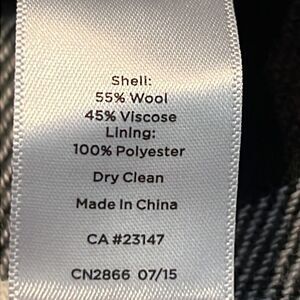 Shell:
55% Wool
45% Viscose
Lining:
100% Polyester
Dry Clean
Made In China
CA #23147
CN2866 07/15